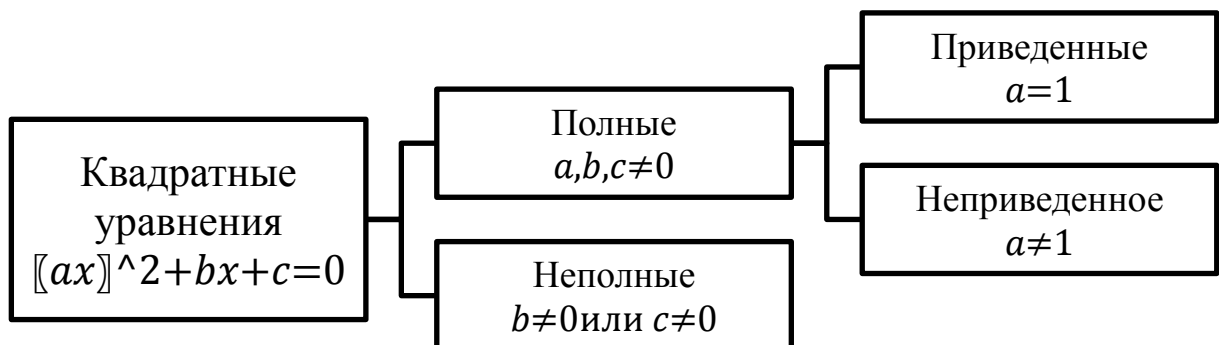 Квадратные
уравнения
〖ax〗^2+bx+c=0
Полные
a,b,c≠0
Неполные
b≠0или c≠0
Приведенные
a=1
Неприведенное
a≠1